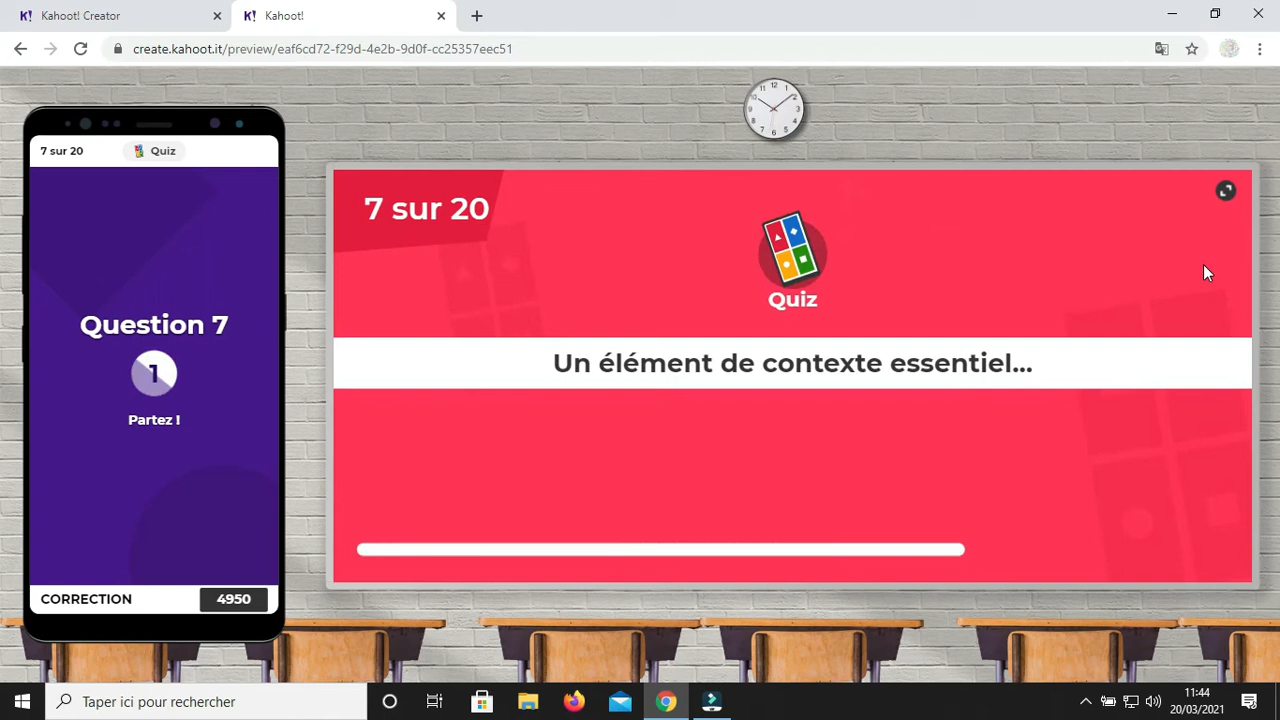 Kahoot! Creator
Kahoot!
create.kahoot.it/preview/eaf6cd72-f29d-4e2b-9d0f-cc25357eec51
7 sur 20
Quiz
Question 7
1
Partez !
CORRECTION
4950
7 sur 20
Quiz
Un élément de contexte essentiel...
Taper ici pour rechercher
11:44
20/03/2021